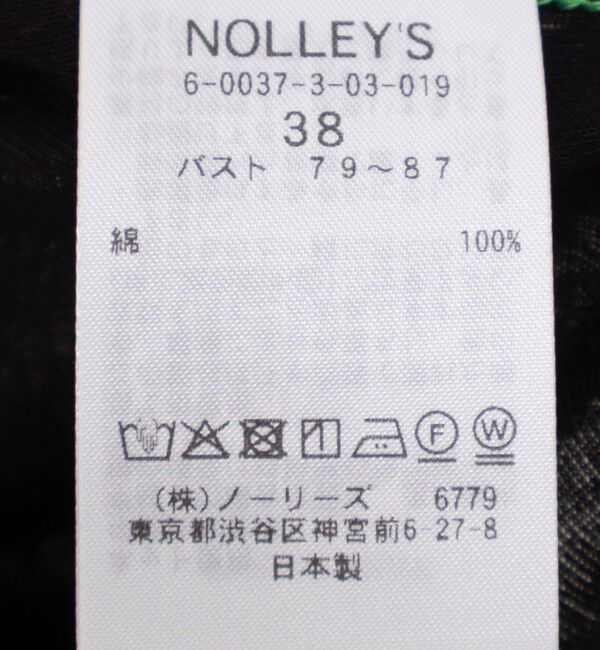 NOLLEY'S
6-0037-3-03-019
38
バスト 79～87
綿 100%
F W
(株)ノーリーズ 6779
東京都渋谷区神宮前6-27-8
日本製